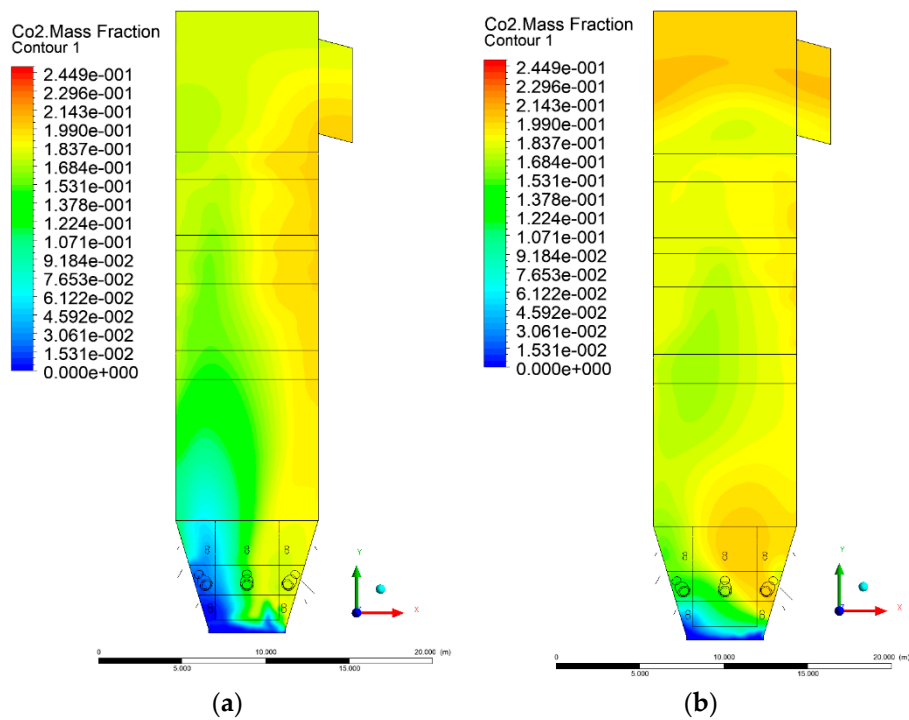 Co2.Mass Fraction
Contour 1
2.449e-001
2.296e-001
2.143e-001
1.990e-001
1.837e-001
1.684e-001
1.531e-001
1.378e-001
1.224e-001
1.071e-001
9.184e-002
7.653e-002
6.122e-002
4.592e-002
3.061e-002
1.531e-002
0.000e+000
Y
X
0.000
10.000
20.000 (m)
5.000
15.000
(a)
Co2.Mass Fraction
Contour 1
2.449e-001
2.296e-001
2.143e-001
1.990e-001
1.837e-001
1.684e-001
1.531e-001
1.378e-001
1.224e-001
1.071e-001
9.184e-002
7.653e-002
6.122e-002
4.592e-002
3.061e-002
1.531e-002
0.000e+000
Y
X
0.000
10.000
20.000 (m)
5.000
15.000
(b)